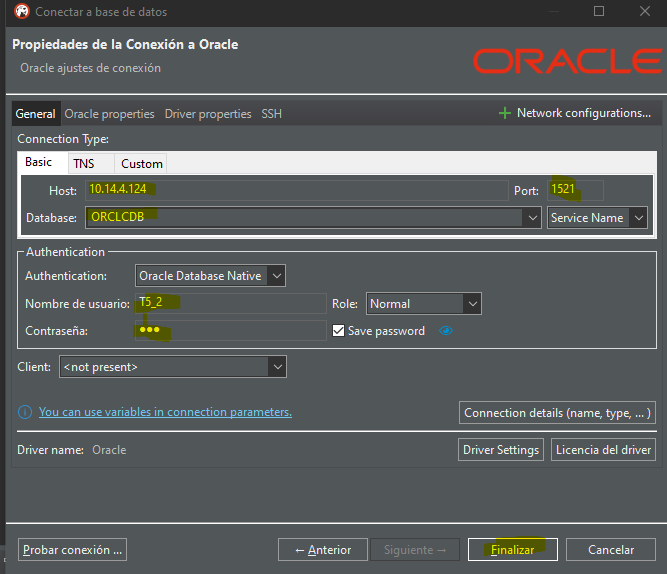 Conectar a base de datos
Propiedades de la Conexión a Oracle
Oracle ajustes de conexión
ORACLE
General Oracle properties Driver properties SSH Network configurations...
Connection Type:
Basic TNS Custom
Host: 10.14.4.124 Port: 1521
Database: ORCLCDB Service Name
Authentication
Authentication: Oracle Database Native
Nombre de usuario: T5_2 Role: Normal
Contraseña: ••• Save password
Client: <not present>
You can use variables in connection parameters.
Connection details (name, type, ... )
Driver name: Oracle Driver Settings Licencia del driver
Probar conexión ... ← Anterior Siguiente → Finalizar Cancelar